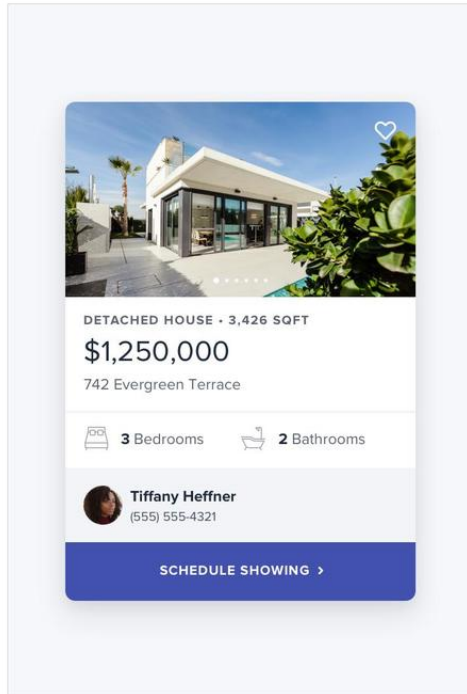 DETACHED HOUSE • 3,426 SQFT
$1,250,000
742 Evergreen Terrace
3 Bedrooms
2 Bathrooms
Tiffany Heffner
(555) 555-4321
SCHEDULE SHOWING ›